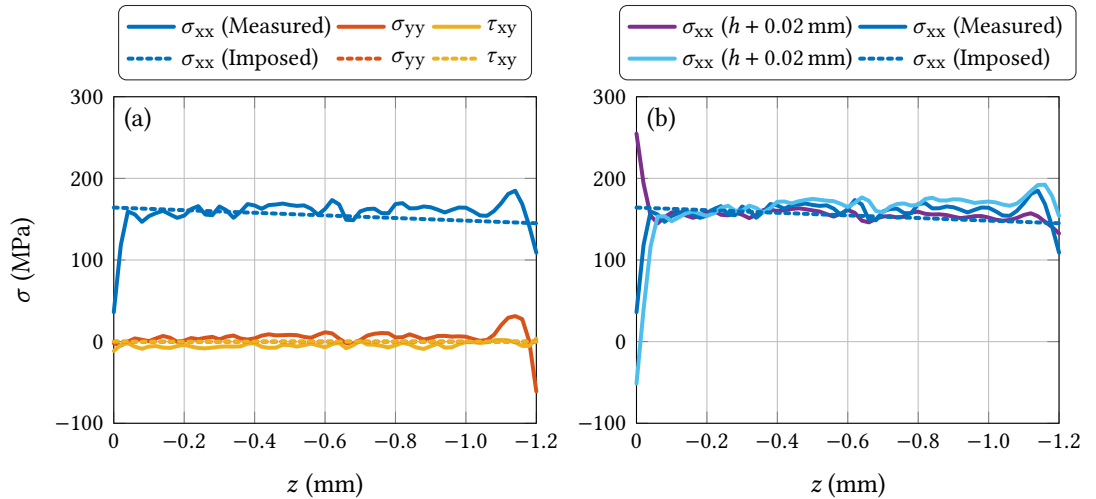 σxx (Measured) σyy τxy
σxx (Imposed) σyy τxy
σxx (h + 0.02 mm) σxx (Measured)
σxx (h + 0.02 mm) σxx (Imposed)
(a)
300
200
100
0
−100
σ (MPa)
0 −0.2 −0.4 −0.6 −0.8 −1.0 −1.2
z (mm)
(b)
300
200
100
0
−100
0 −0.2 −0.4 −0.6 −0.8 −1.0 −1.2
z (mm)